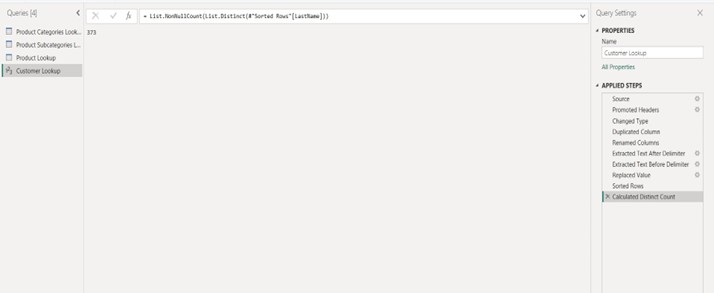 Queries [4]
= List.NonNullCount(List.Distinct(#"Sorted Rows"[LastName]))
Product Categories Look...
Product Subcategories L...
Product Lookup
Customer Lookup
373
Query Settings
PROPERTIES
Name
Customer Lookup
All Properties
APPLIED STEPS
Source
Promoted Headers
Changed Type
Duplicated Column
Renamed Columns
Extracted Text After Delimiter
Extracted Text Before Delimiter
Replaced Value
Sorted Rows
Calculated Distinct Count